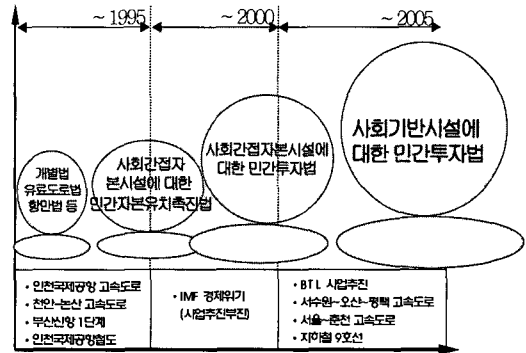 ~ 1995
~ 2000
~ 2005
개별법
유료도로법
항만법 등
사회간접자
본시설에 대한
민간자본유치촉진법
사회간접자본시설에
대한 민간투자법
사회기반시설에
대한 민간투자법
• 인천국제공항 고속도로
• 천안~논산 고속도로
• 부산신항 1단계
• 인천국제공항철도
• IMF 경제위기
(사업추진부진)
• BTL 사업추진
• 서수원~오산~평택 고속도로
• 서울~춘천 고속도로
• 지하철 9호선